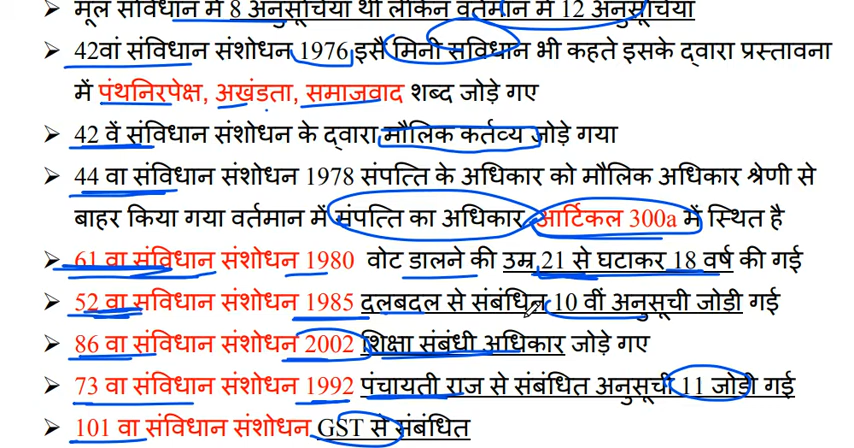 मूल संविधान में 8 अनुसूचियां थी लेकिन वर्तमान में 12 अनुसूचियां
➢ 42वां संविधान संशोधन 1976 इसे मिनी संविधान भी कहते इसके द्वारा प्रस्तावना
में पंथनिरपेक्ष, अखंडता, समाजवाद शब्द जोड़े गए
➢ 42 वें संविधान संशोधन के द्वारा मौलिक कर्तव्य जोड़े गया
➢ 44 वा संविधान संशोधन 1978 संपत्ति के अधिकार को मौलिक अधिकार श्रेणी से
बाहर किया गया वर्तमान में संपत्ति का अधिकार आर्टिकल 300a में स्थित है
➢ 61 वा संविधान संशोधन 1980 वोट डालने की उम्र 21 से घटाकर 18 वर्ष की गई
➢ 52 वा संविधान संशोधन 1985 दलबदल से संबंधित 10 वीं अनुसूची जोड़ी गई
➢ 86 वा संविधान संशोधन 2002 शिक्षा संबंधी अधिकार जोड़े गए
➢ 73 वा संविधान संशोधन 1992 पंचायती राज से संबंधित अनुसूची 11 जोड़ी गई
➢ 101 वा संविधान संशोधन GST से संबंधित